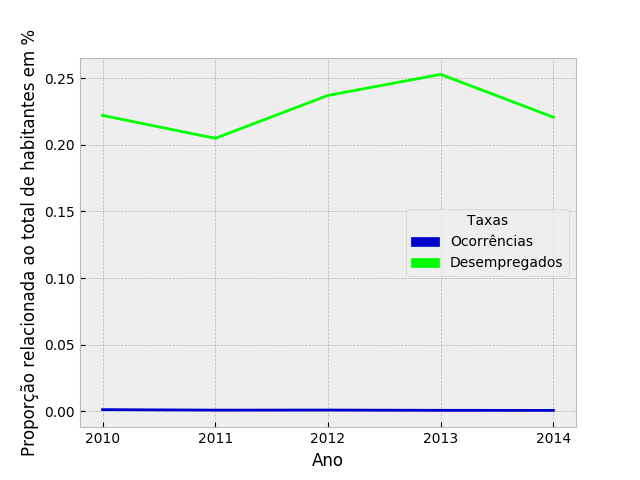 Proporção relacionada ao total de habitantes em %
0.25
0.20
0.15
0.10
0.05
0.00
Taxas
Ocorrências
Desempregados
2010 2011 2012 2013 2014
Ano